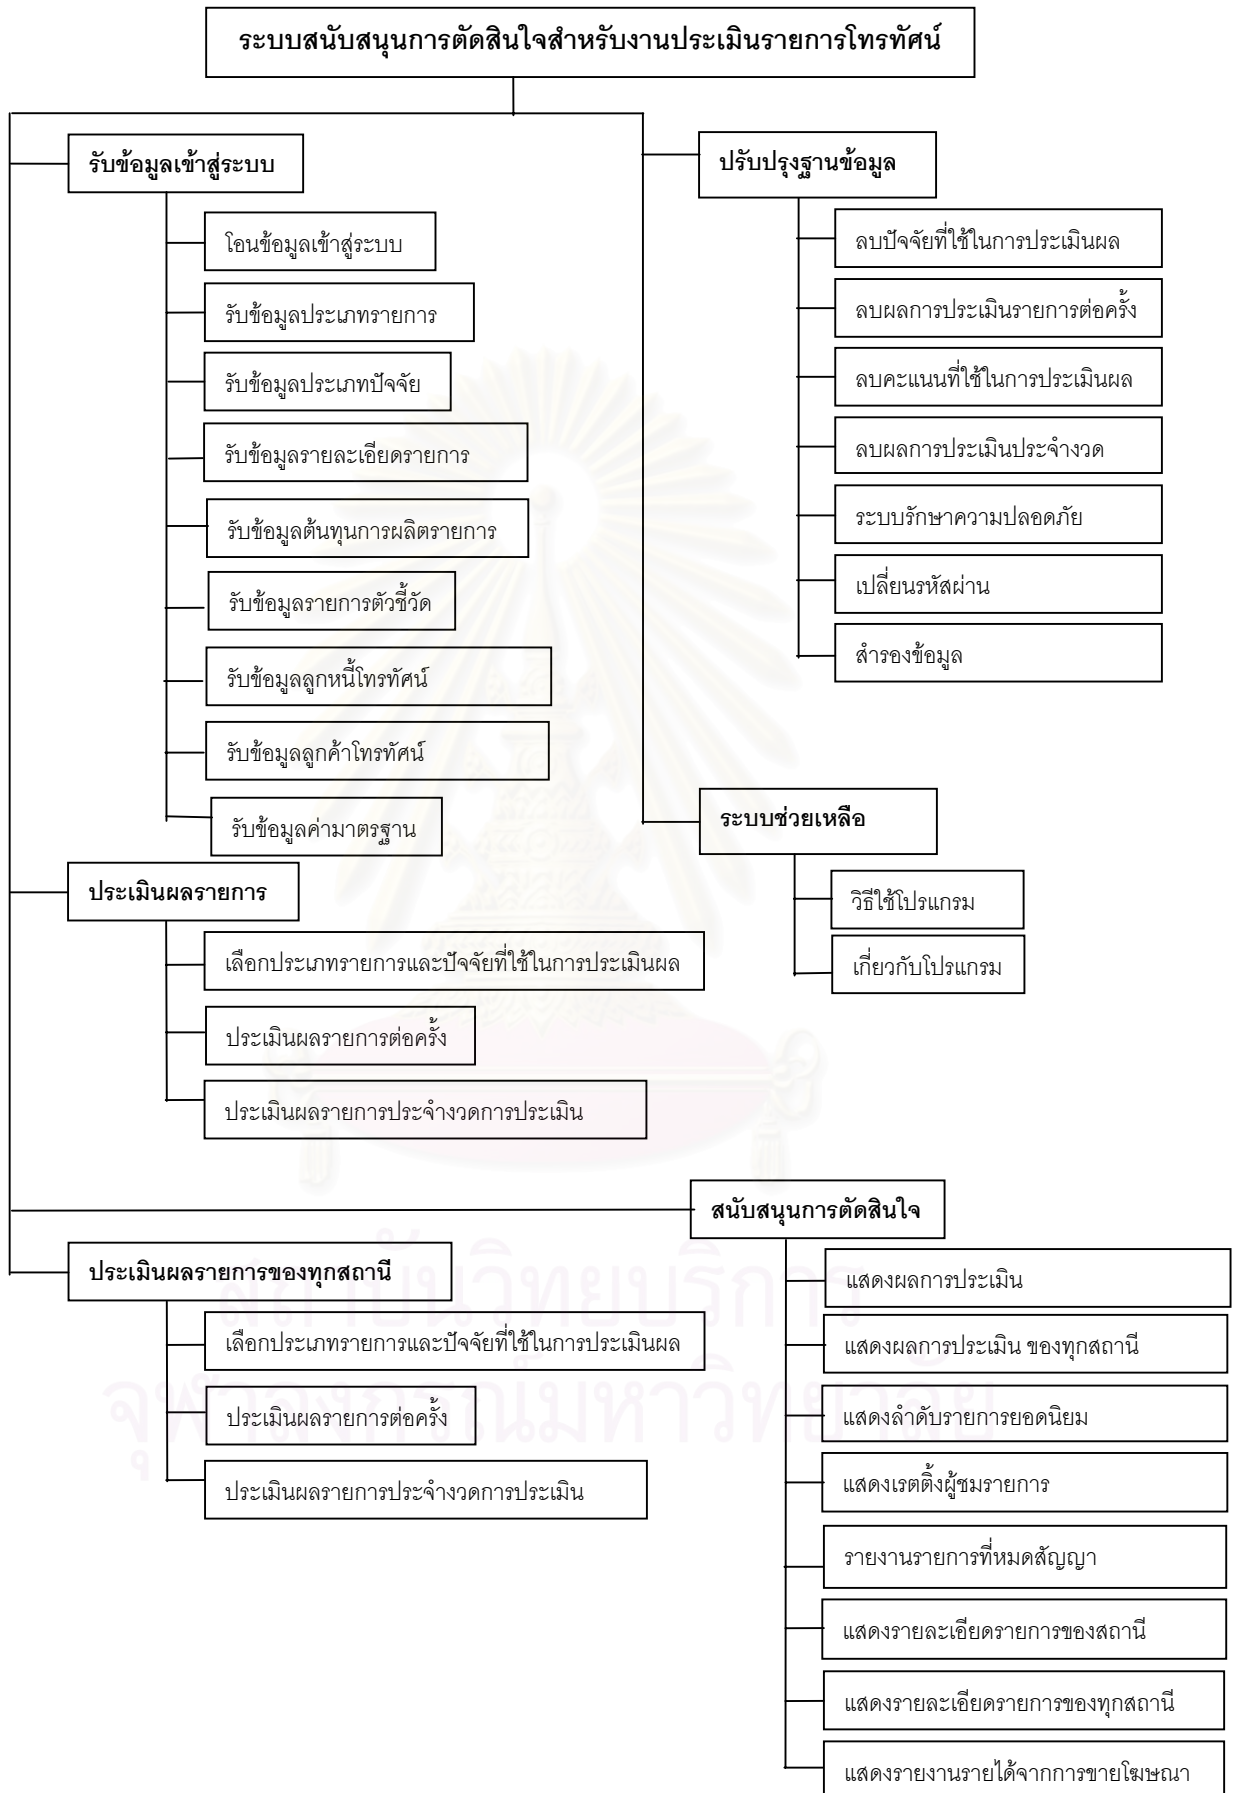 ระบบสนับสนุนการตัดสินใจสำหรับงานประเมินรายการโทรทัศน์
รับข้อมูลเข้าสู่ระบบ
โอนข้อมูลเข้าสู่ระบบ
รับข้อมูลประเภทรายการ
รับข้อมูลประเภทปัจจัย
รับข้อมูลรายละเอียดรายการ
รับข้อมูลต้นทุนการผลิตรายการ
รับข้อมูลรายการตัวชี้วัด
รับข้อมูลลูกหนี้โทรทัศน์
รับข้อมูลลูกค้าโทรทัศน์
รับข้อมูลค่ามาตรฐาน
ประเมินผลรายการ
เลือกประเภทรายการและปัจจัยที่ใช้ในการประเมินผล
ประเมินผลรายการต่อครั้ง
ประเมินผลรายการประจำงวดการประเมิน
ประเมินผลรายการของทุกสถานี
เลือกประเภทรายการและปัจจัยที่ใช้ในการประเมินผล
ประเมินผลรายการต่อครั้ง
ประเมินผลรายการประจำงวดการประเมิน
ปรับปรุงฐานข้อมูล
ลบปัจจัยที่ใช้ในการประเมินผล
ลบผลการประเมินรายการต่อครั้ง
ลบคะแนนที่ใช้ในการประเมินผล
ลบผลการประเมินประจำงวด
ระบบรักษาความปลอดภัย
เปลี่ยนรหัสผ่าน
สำรองข้อมูล
ระบบช่วยเหลือ
วิธีใช้โปรแกรม
เกี่ยวกับโปรแกรม
สนับสนุนการตัดสินใจ
แสดงผลการประเมิน
แสดงผลการประเมิน ของทุกสถานี
แสดงลำดับรายการยอดนิยม
แสดงเรตติ้งผู้ชมรายการ
รายงานรายการที่หมดสัญญา
แสดงรายละเอียดรายการของสถานี
แสดงรายละเอียดรายการของทุกสถานี
แสดงรายงานรายได้จากการขายโฆษณา
สถาบันวิทยบริการ
จุฬาลงกรณ์มหาวิทยาลัย